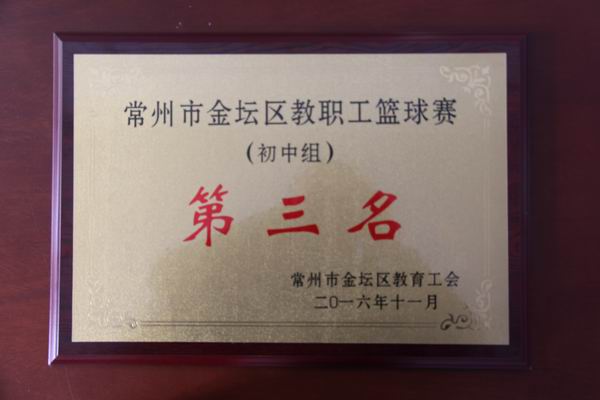 常州市金坛区教职工篮球赛
（初中组）
第三名
常州市金坛区教育工会
二〇一六年十一月